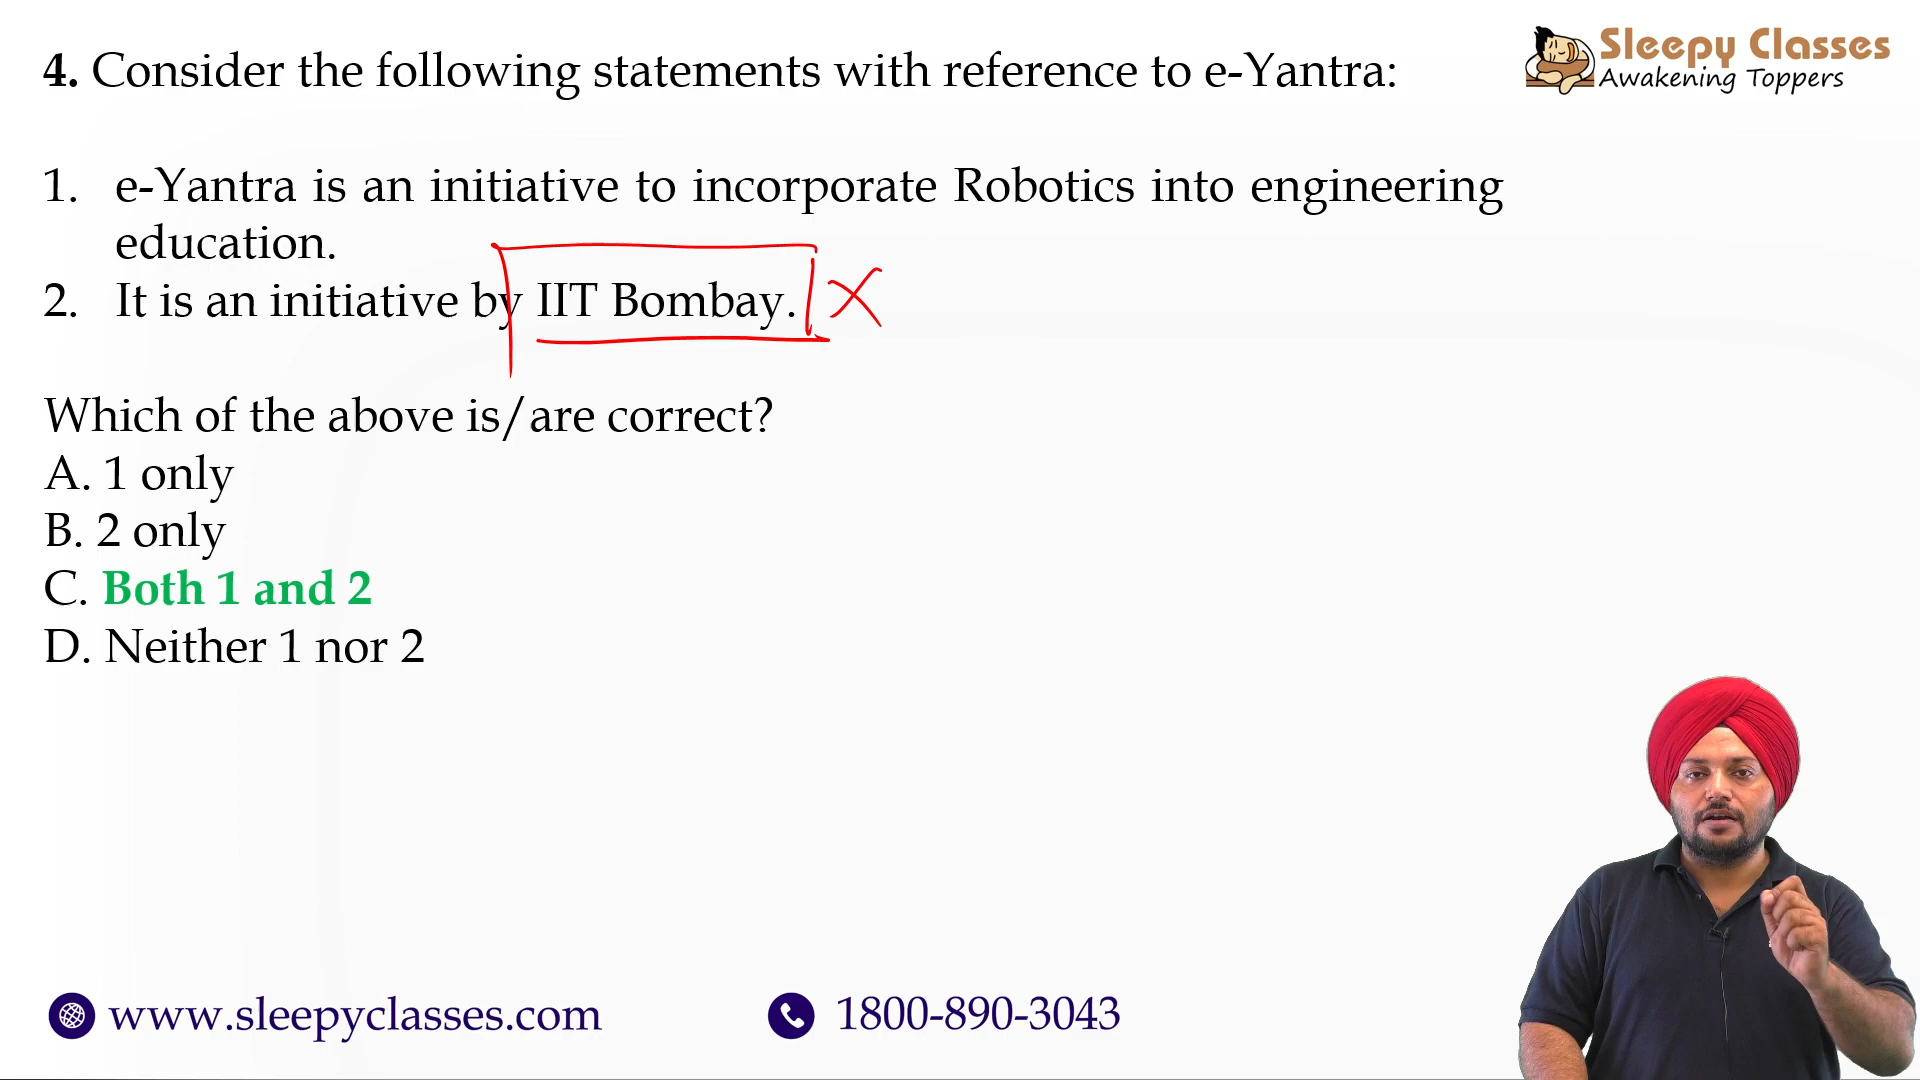 4. Consider the following statements with reference to e-Yantra:
Sleepy Classes
Awakening Toppers
1. e-Yantra is an initiative to incorporate Robotics into engineering
education.
2. It is an initiative by IIT Bombay. X
Which of the above is/are correct?
A. 1 only
B. 2 only
C. Both 1 and 2
D. Neither 1 nor 2
www.sleepyclasses.com
1800-890-3043